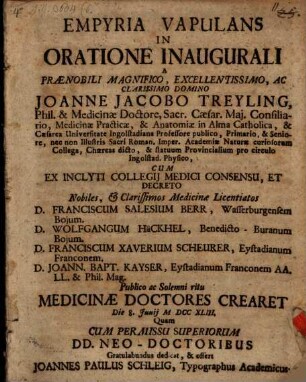 EMPYRIA VAPULANS
IN
ORATIONE INAUGURALI
A
PRÆNOBILI MAGNIFICO, EXCELLENTISSIMO, AC
CLARISSIMO DOMINO
JOANNE JACOBO TREYLING,
Phil. & Medicinæ Doctore, Sacr. Cæsar. Maj. Consilia-
rio, Medicinæ Practicæ, & Anatomiæ in Alma Catholica, &
Cæsarea Universitate Ingolstadiana Professore publico, Primario, & Senio-
re, nec non Illustris Sacri Roman. Imper. Academiæ Naturæ curiosorum
Collega, Chæreas dicto, & statuum Provincialium pro circulo
Ingolstad. Physico,
CUM
EX INCLYTI COLLEGIJ MEDICI CONSENSU, ET
DECRETO
Nobiles, & Clarissimos Medicinæ Licentiatos
D. FRANCISCUM SALESIUM BERR, Wasserburgensem
Bojum.
D. WOLFGANGUM HæCKHEL, Benedicto-Buranum
Bojum.
D. FRANCISCUM XAVERIUM SCHEURER, Eystadianum
Franconem.
D. JOANN. BAPT. KAYSER, Eystadianum Franconem AA.
LL. & Phil. Mag.
Publico ac Solemni ritu
MEDICINÆ DOCTORES CREARET
Die 8. Junij M DCC XLIII.
Quam
CUM PERMISSU SUPERIORUM
DD. NEO-DOCTORIBUS
Gratulabundus dedicat, & offert
JOANNES PAULUS SCHLEIG, Typographus Academicus.